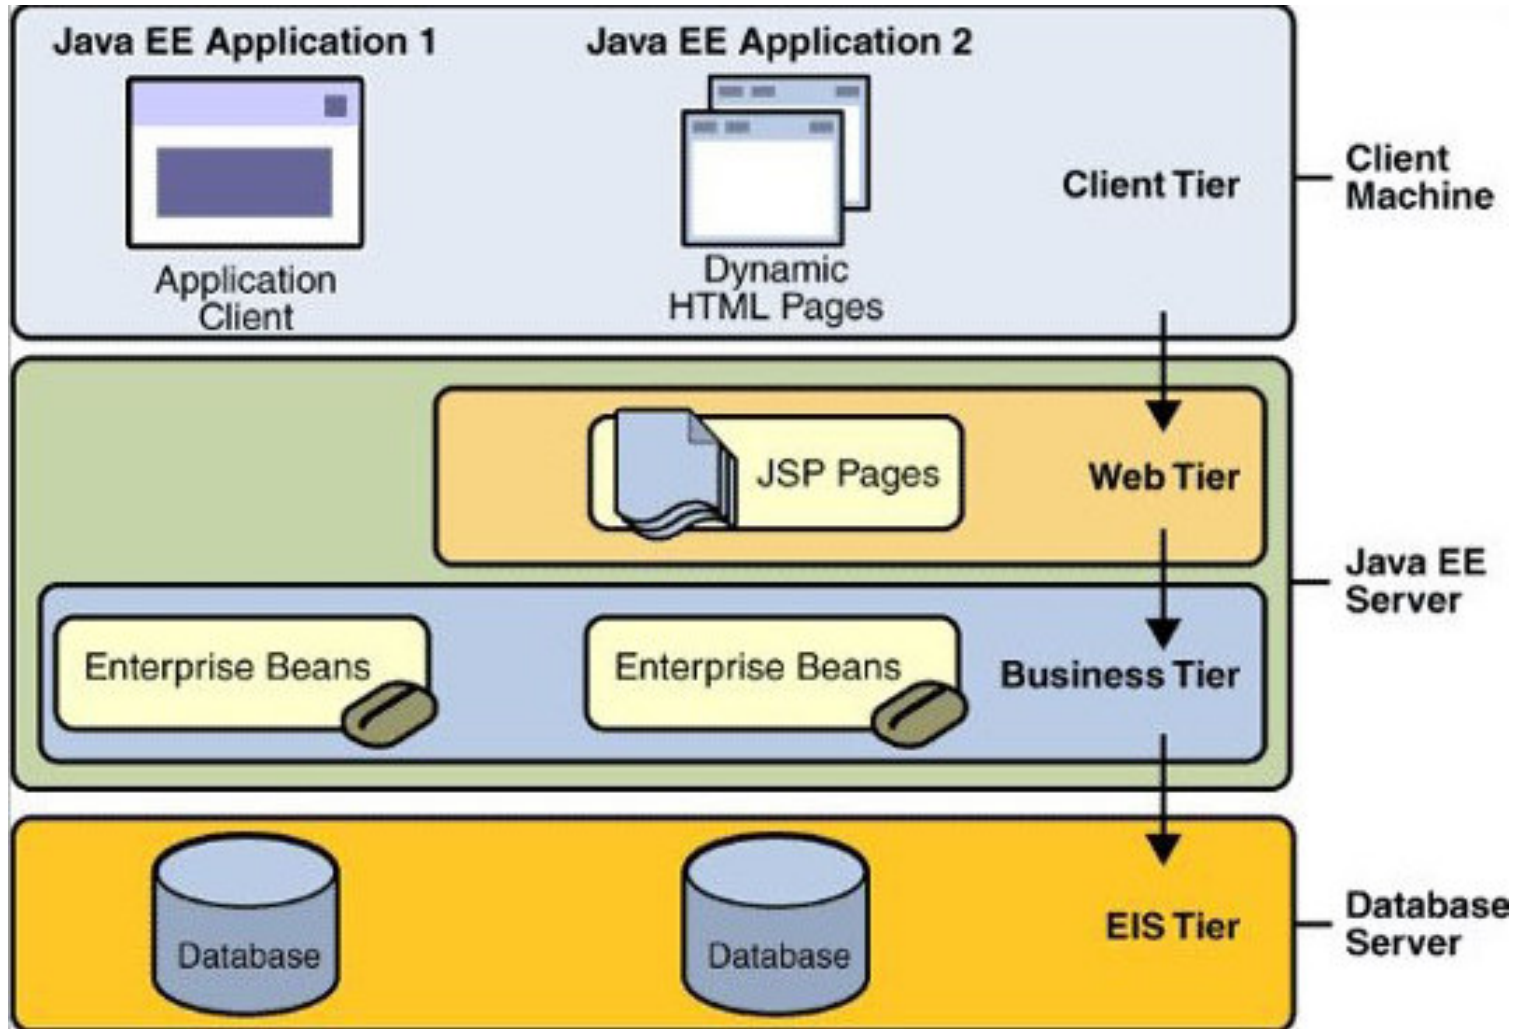 Java EE Application 1
Java EE Application 2
Application
Client
Dynamic
HTML Pages
Client Tier
Client
Machine
JSP Pages
Web Tier
Java EE
Server
Enterprise Beans
Enterprise Beans
Business Tier
Database
Database
EIS Tier
Database
Server